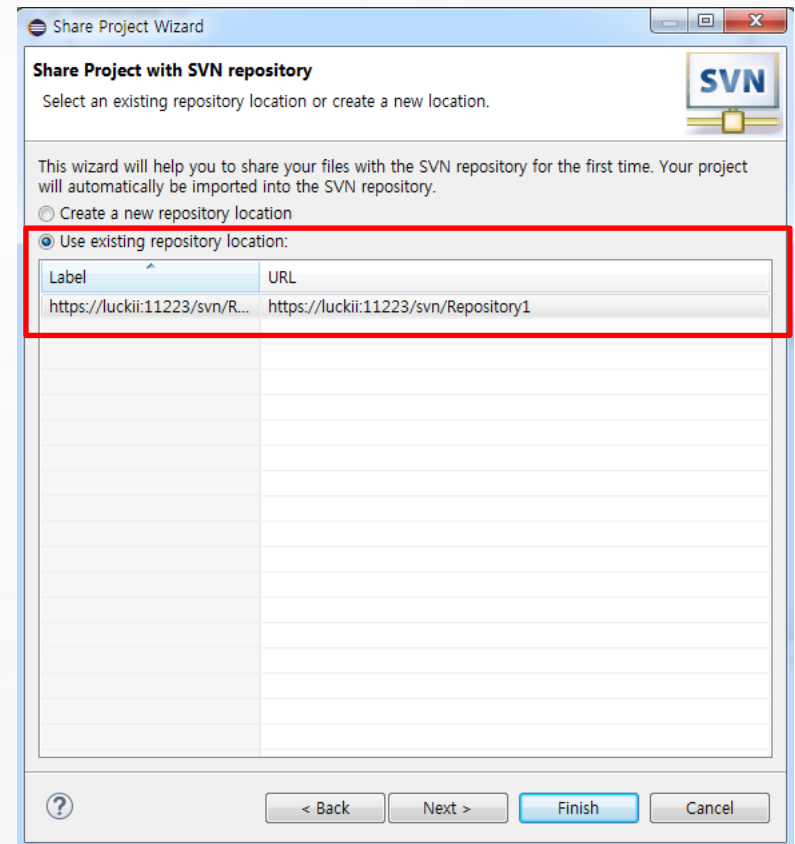 Share Project Wizard
Share Project with SVN repository
Select an existing repository location or create a new location.
SVN
This wizard will help you to share your files with the SVN repository for the first time. Your project
will automatically be imported into the SVN repository.
Create a new repository location
Use existing repository location:
Label URL
https://luckii:11223/svn/R... https://luckii:11223/svn/Repository1
< Back Next > Finish Cancel